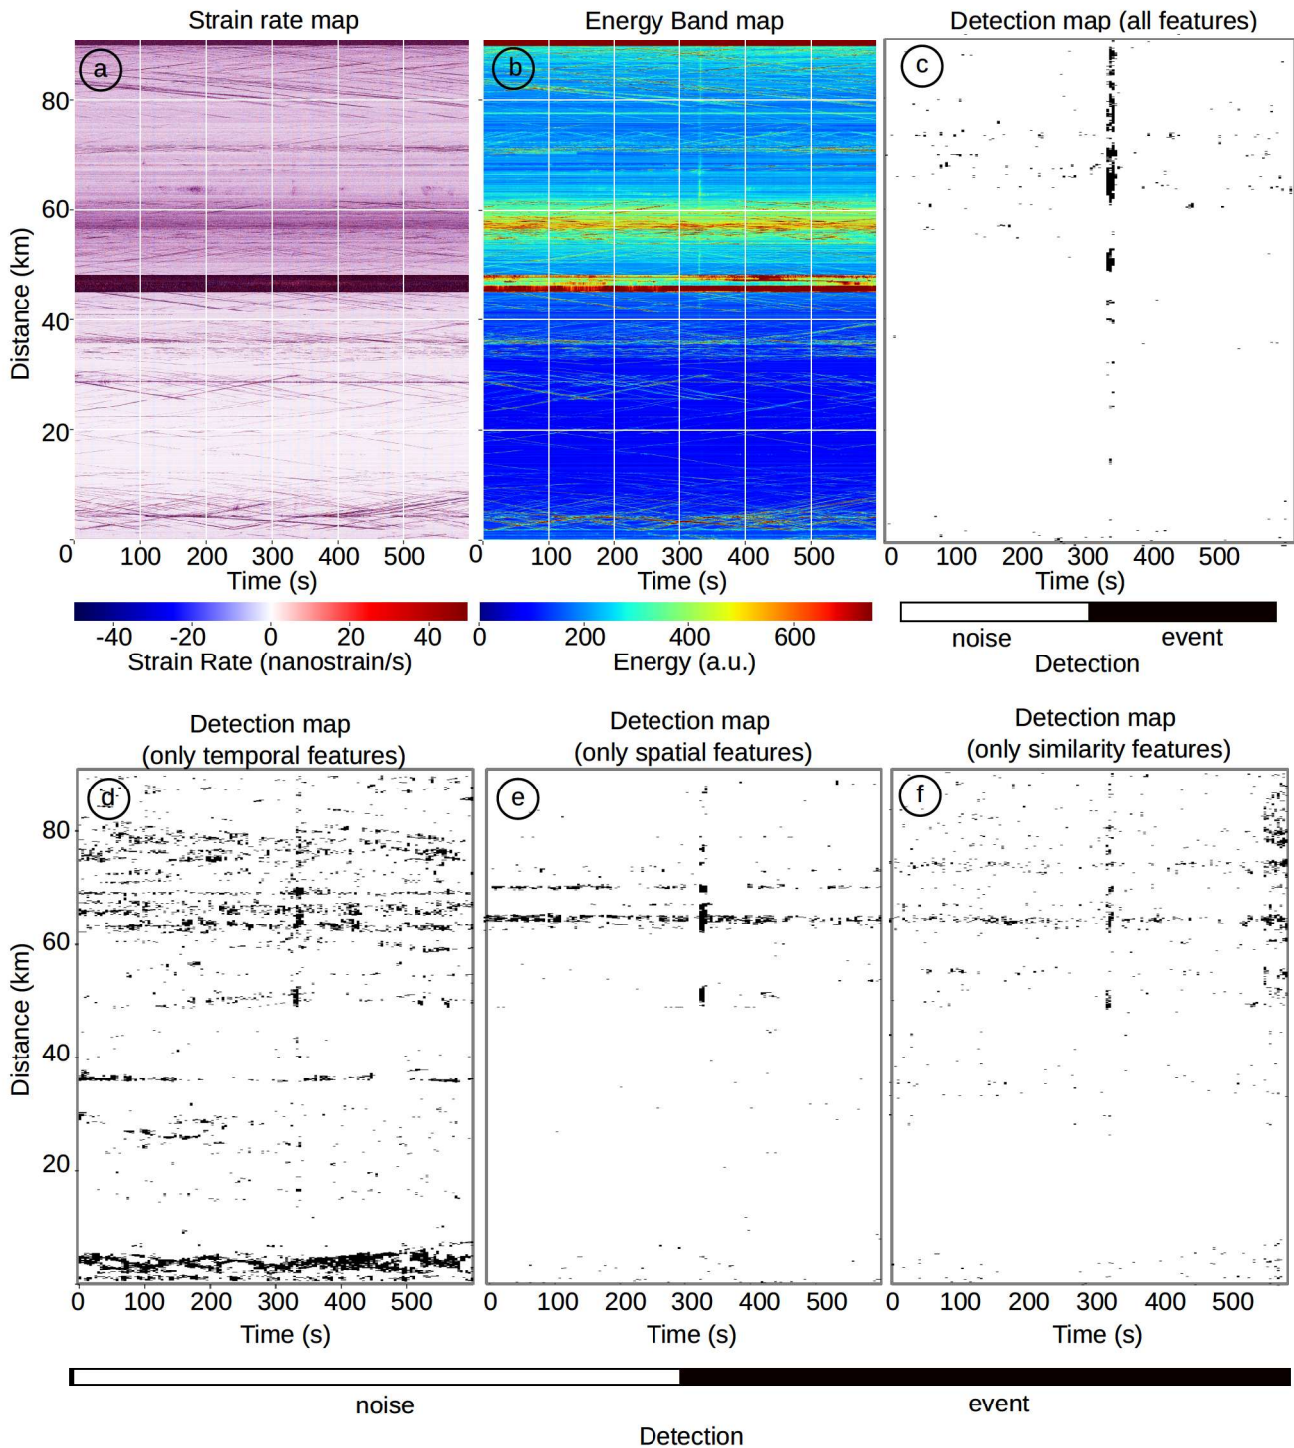 Strain rate map
Energy Band map
Detection map (all features)
a
b
c
80
60
40
20
0
Distance (km)
0 100 200 300 400 500
0 100 200 300 400 500
0 100 200 300 400 500
Time (s)
Time (s)
Time (s)
-40 -20 0 20 40
0 200 400 600
noise event
Strain Rate (nanostrain/s)
Energy (a.u.)
Detection
Detection map
(only temporal features)
Detection map
(only spatial features)
Detection map
(only similarity features)
d
e
f
80
60
40
20
Distance (km)
0 100 200 300 400 500
0 100 200 300 400 500
0 100 200 300 400 500
Time (s)
Time (s)
Time (s)
noise event
Detection